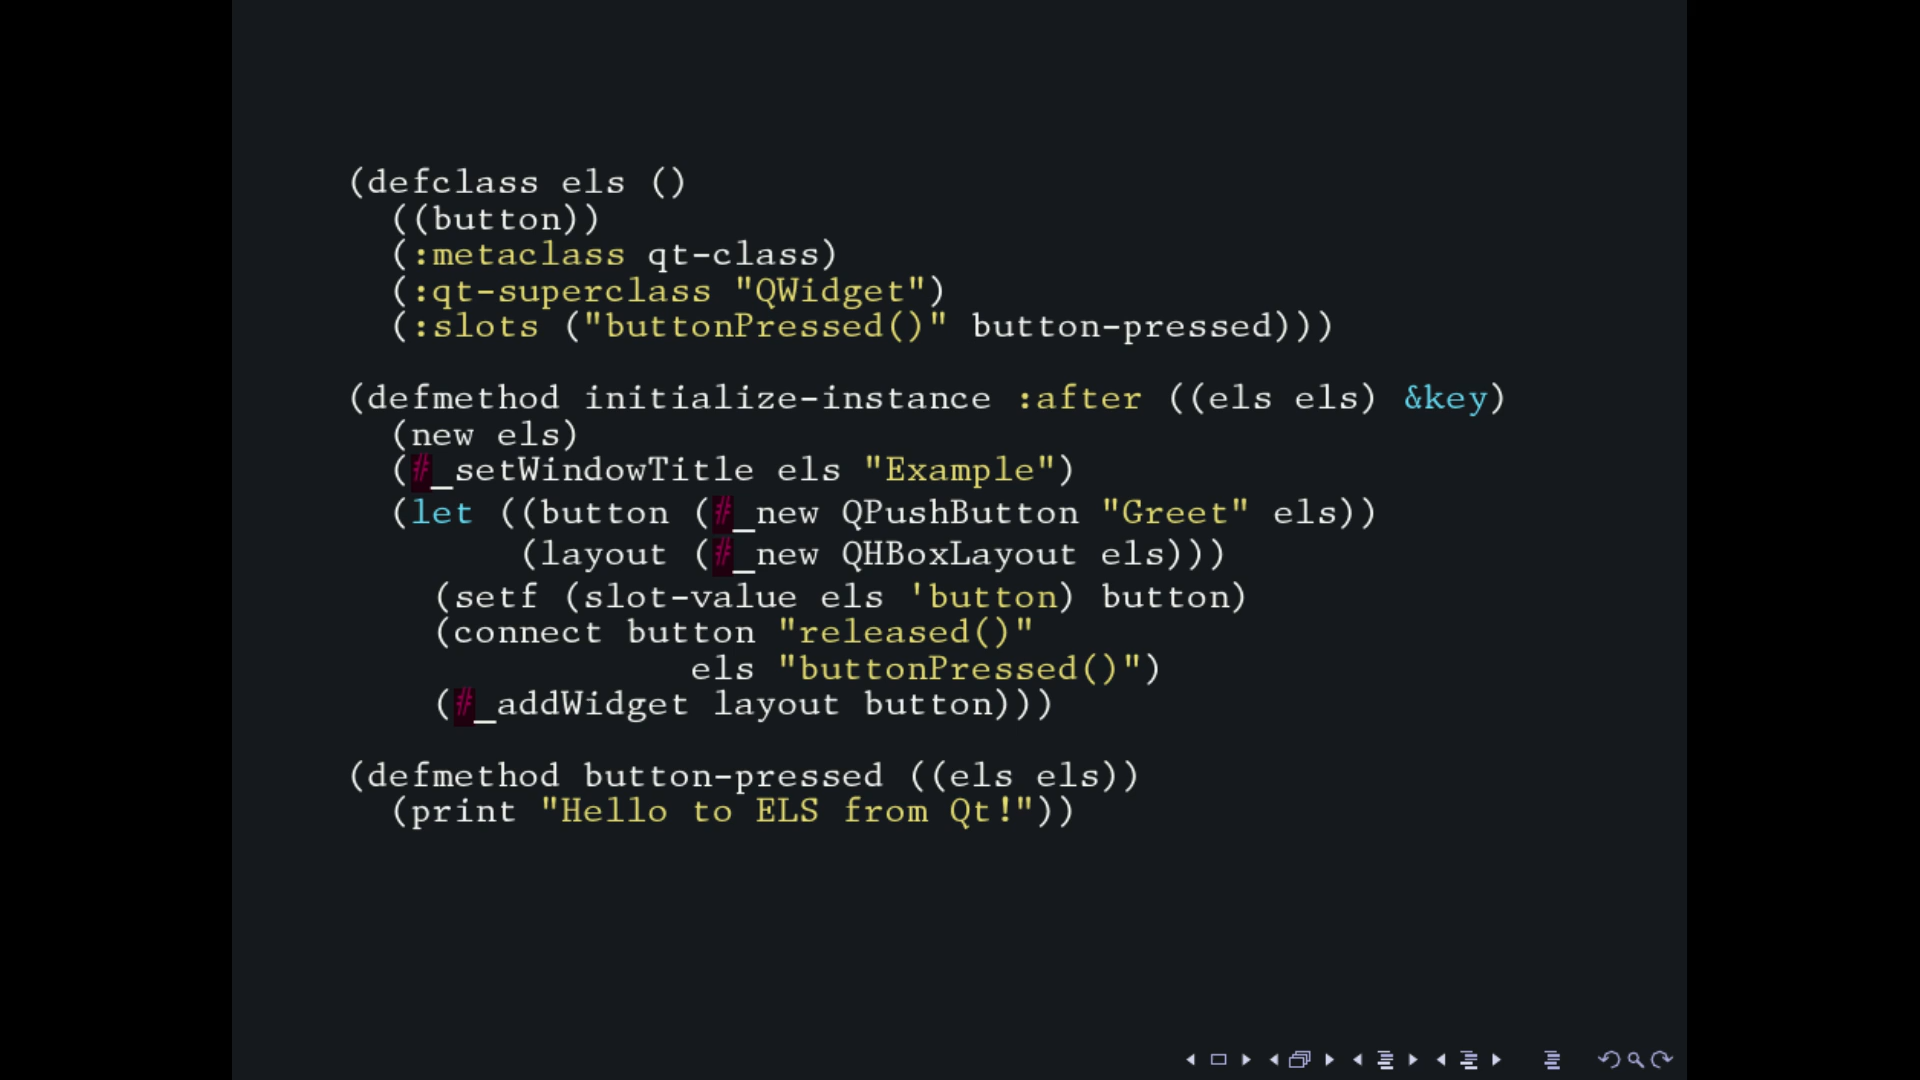 (defclass els ()
  ((button))
  (:metaclass qt-class)
  (:qt-superclass "QWidget")
  (:slots ("buttonPressed()" button-pressed)))
(defmethod initialize-instance :after ((els els) &key)
  (new els)
  (#_setWindowTitle els "Example")
  (let ((button (#_new QPushButton "Greet" els))
        (layout (#_new QHBoxLayout els)))
    (setf (slot-value els 'button) button)
    (connect button "released()"
                els "buttonPressed()")
    (#_addWidget layout button)))
(defmethod button-pressed ((els els))
  (print "Hello to ELS from Qt!"))